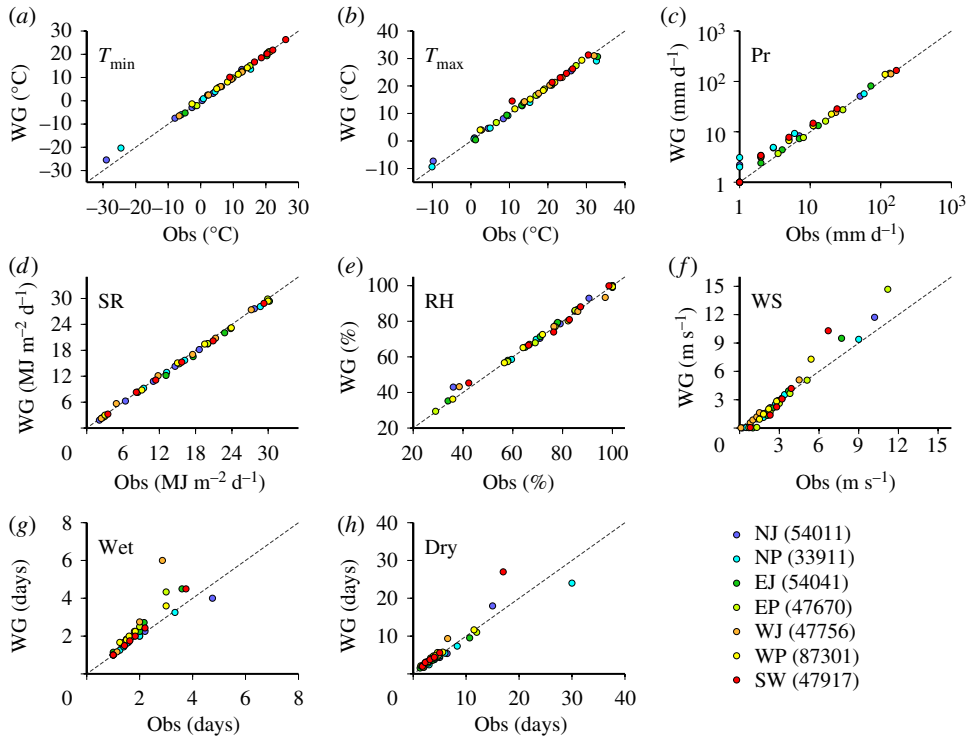 (a)
30
20
10
0
−10
−20
−30
WG (°C)
Tmin
−30 −20 −10 0 10 20 30
Obs (°C)
(b)
40
30
20
10
0
−10
WG (°C)
Tmax
−10 0 10 20 30 40
Obs (°C)
(c)
10³
10²
10
1
WG (mm d⁻¹)
Pr
1 10 10² 10³
Obs (mm d⁻¹)
(d)
30
24
18
12
6
WG (MJ m⁻² d⁻¹)
SR
0 6 12 18 24 30
Obs (MJ m⁻² d⁻¹)
(e)
100
80
60
40
20
WG (%)
RH
20 40 60 80 100
Obs (%)
(f)
15
12
9
6
3
WG (m s⁻¹)
WS
0 3 6 9 12 15
Obs (m s⁻¹)
(g)
8
6
4
2
WG (days)
Wet
0 2 4 6 8
Obs (days)
(h)
40
30
20
10
WG (days)
Dry
0 10 20 30 40
Obs (days)
NJ (54011)
NP (33911)
EJ (54041)
EP (47670)
WJ (47756)
WP (87301)
SW (47917)